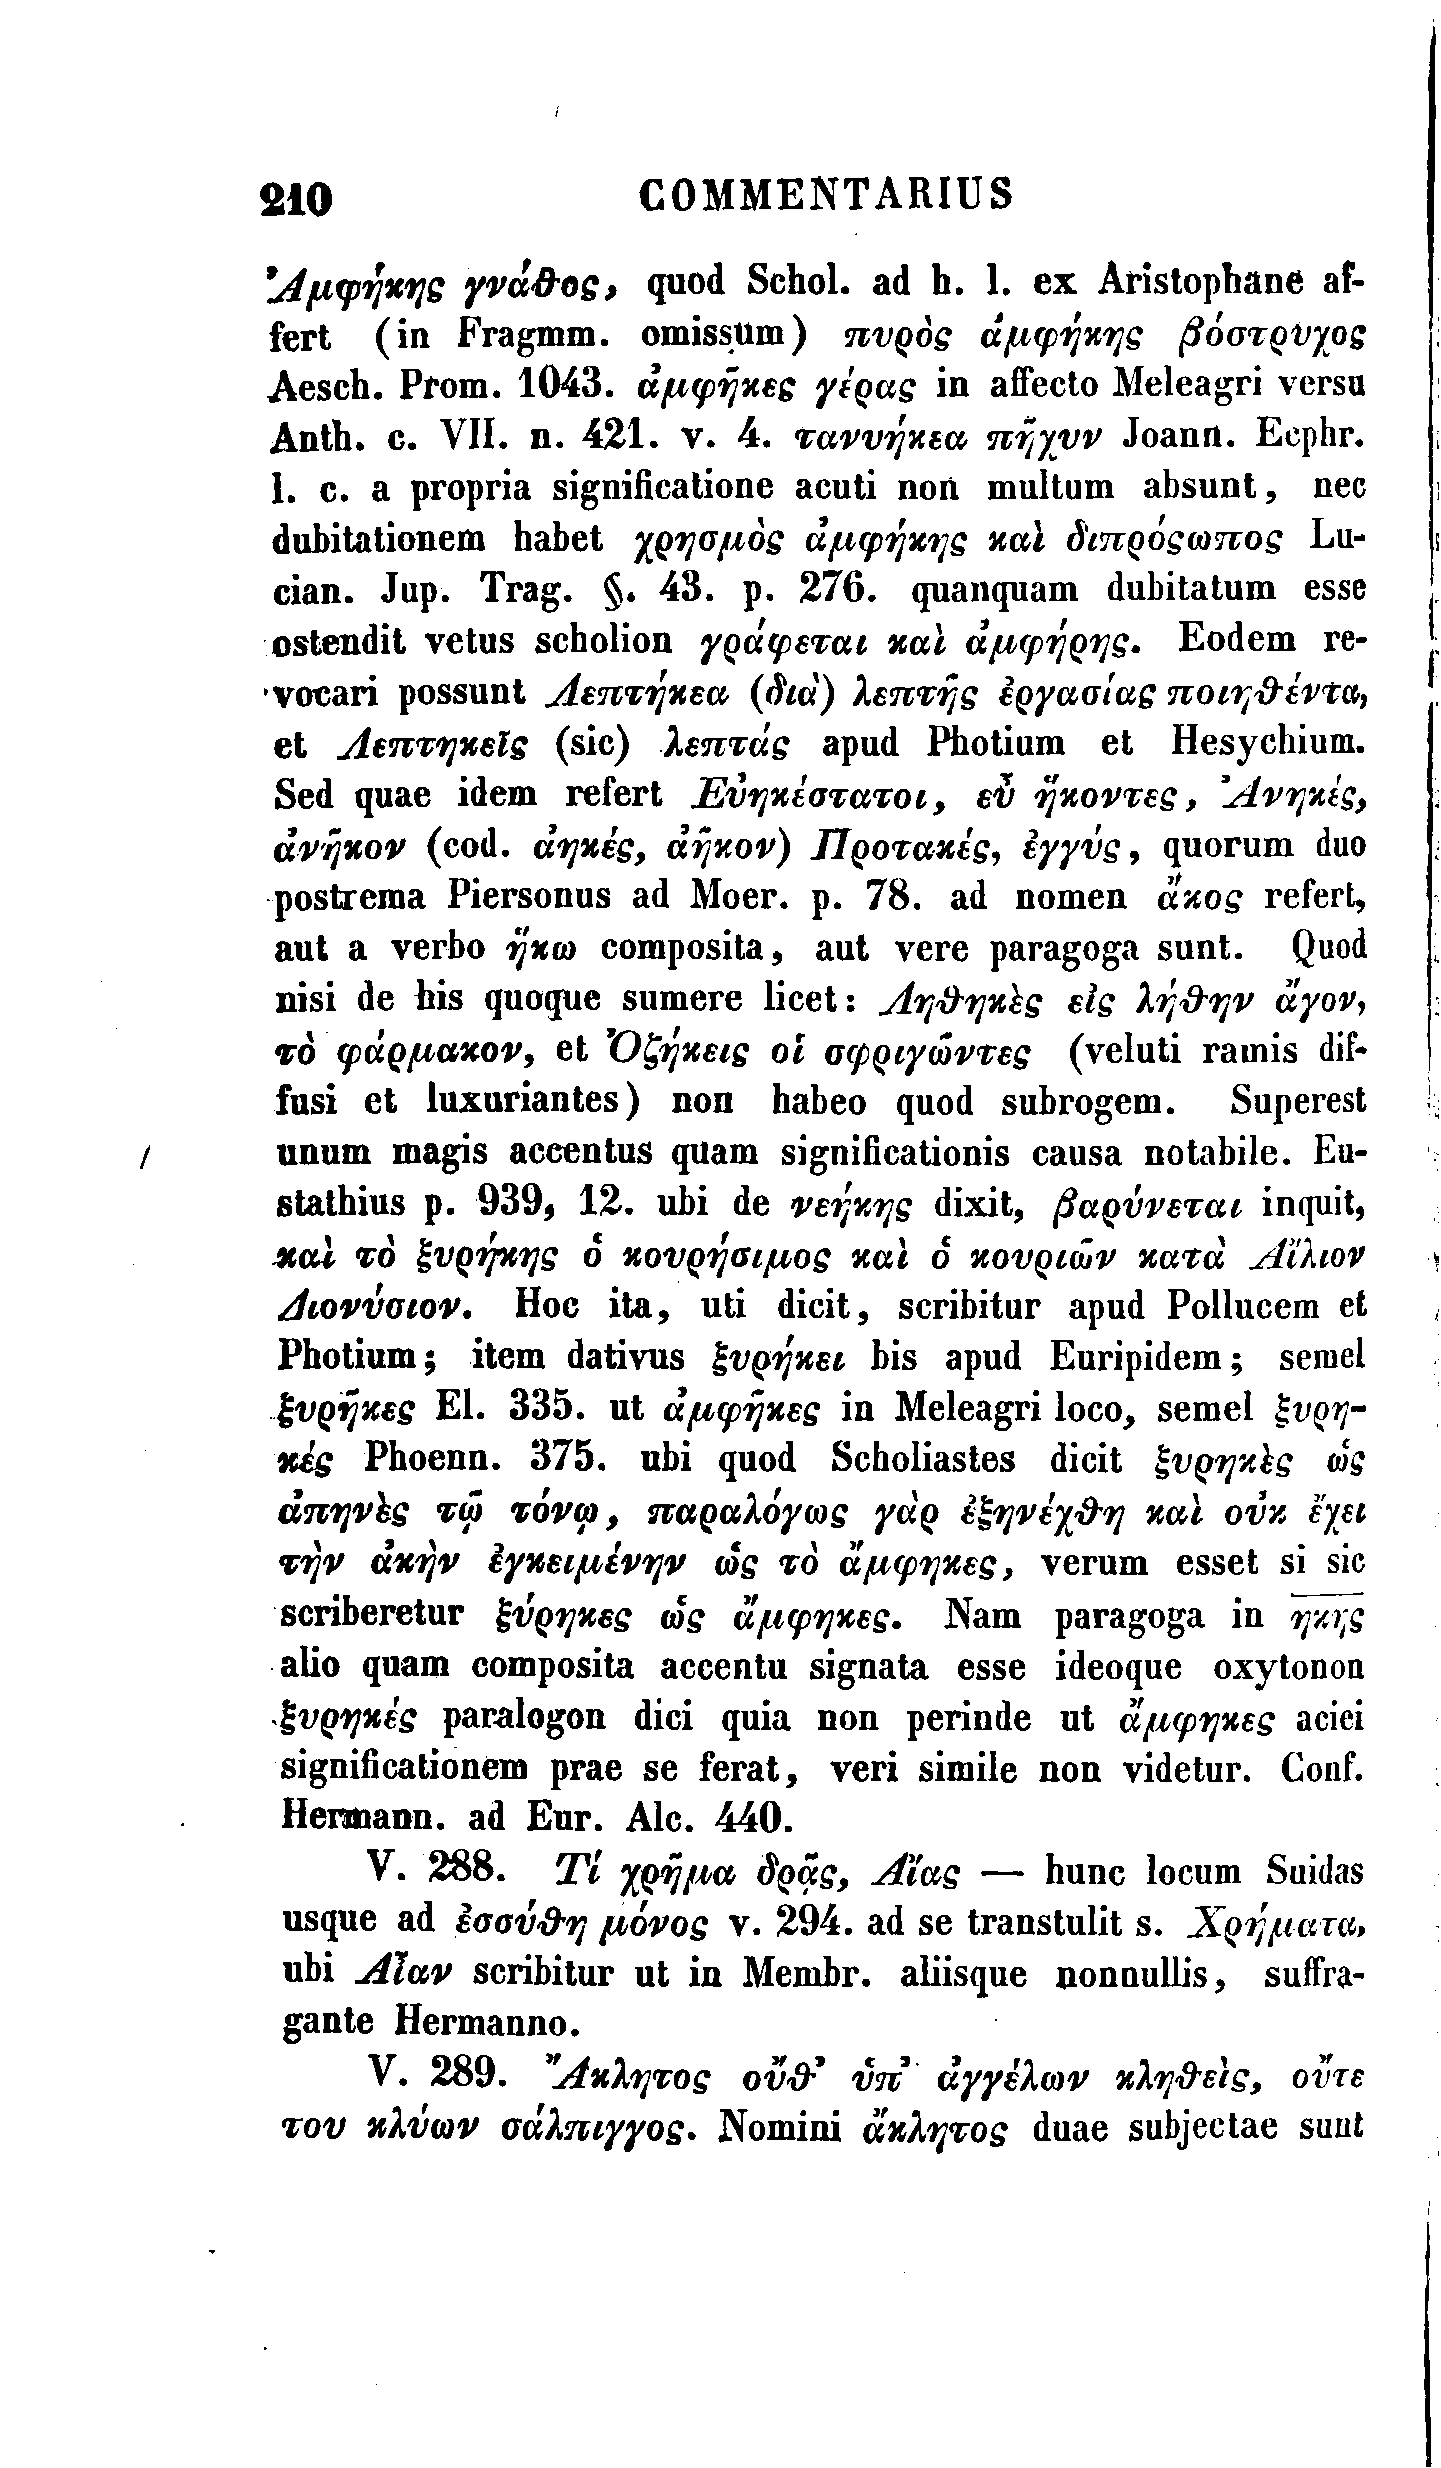 210 COMMENTARIUS
Ἀμφήκης γνάθος, quod Schol. ad h. l. ex Aristophane af-
fert (in Fragmm. omissum) πυρὸς ἀμφήκης βόστρυχος
Aesch. Prom. 1043. ἀμφῆκες γέρας in affecto Meleagri versu
Anth. c. VII. n. 421. v. 4. τανυήκεα πῆχυν Joann. Ecphr.
l. c. a propria significatione acuti non multum absunt, nec
dubitationem habet χρησμὸς ἀμφήκης καὶ διπρόςωπος Lu-
cian. Jup. Trag. §. 43. p. 276. quanquam dubitatum esse
ostendit vetus scholion γράφεται καὶ ἀμφήρης. Eodem re-
vocari possunt Λεπτήκεα (διὰ) λεπτῆς ἐργασίας ποιηθέντα,
et Λεπτηκεῖς (sic) λεπτάς apud Photium et Hesychium.
Sed quae idem refert Εὐηκέστατοι, εὖ ἥκοντες, Ἀνηκές,
ἀνῆκον (cod. ἀηκές, ἀῆκον) Προτακές, ἐγγύς, quorum duo
postrema Piersonus ad Moer. p. 78. ad nomen ἄκος refert,
aut a verbo ἥκω composita, aut vere paragoga sunt. Quod
nisi de his quoque sumere licet: Ληθηκὲς εἰς λήθην ἄγον,
τὸ φάρμακον, et Ὀζήκεις οἱ σφριγῶντες (veluti ramis dif-
fusi et luxuriantes) non habeo quod subrogem. Superest
unum magis accentus quam significationis causa notabile. Eu-
stathius p. 939, 12. ubi de νεήκης dixit, βαρύνεται inquit,
καὶ τὸ ξυρήκης ὁ κουρήσιμος καὶ ὁ κουριῶν κατὰ Αἴλιον
Διονύσιον. Hoc ita, uti dicit, scribitur apud Pollucem et
Photium; item dativus ξυρήκει bis apud Euripidem; semel
ξυρῆκες El. 335. ut ἀμφῆκες in Meleagri loco, semel ξυρη-
κές Phoenn. 375. ubi quod Scholiastes dicit ξυρηκὲς ὡς
ἀπηνὲς τῷ τόνῳ, παραλόγως γὰρ ἐξηνέχθη καὶ οὐκ ἔχει
τὴν ἀκὴν ἐγκειμένην ὡς τὸ ἄμφηκες, verum esset si sic
scriberetur ξύρηκες ὡς ἄμφηκες. Nam paragoga in ηκης
alio quam composita accentu signata esse ideoque oxytonon
ξυρηκές paralogon dici quia non perinde ut ἄμφηκες aciei
significationem prae se ferat, veri simile non videtur. Conf.
Hermann. ad Eur. Alc. 440.
V. 288. Τί χρῆμα δρᾷς, Αἴας — hunc locum Suidas
usque ad ἐσσύθη μόνος v. 294. ad se transtulit s. Χρήματα,
ubi Αἶαν scribitur ut in Membr. aliisque nonnullis, suffra-
gante Hermanno.
V. 289. Ἄκλητος οὔθ’ ὑπ’ ἀγγέλων κληθεὶς, οὔτε
του κλύων σάλπιγγος. Nomini ἄκλητος duae subjectae sunt